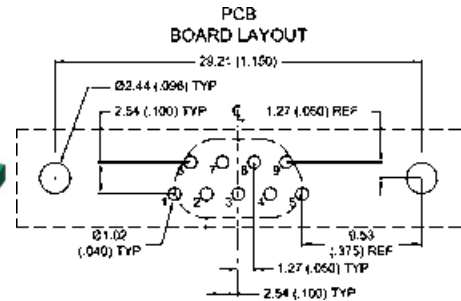 PCB
BOARD LAYOUT
29.21 (1.150)
Ø2.44 (.096) TYP
2.54 (.100) TYP
℄
1.27 (.050) REF
6 7 8 9
1 2 3 4 5
Ø1.02
(.040) TYP
9.53
(.375) REF
1.27 (.050) TYP
2.54 (.100) TYP